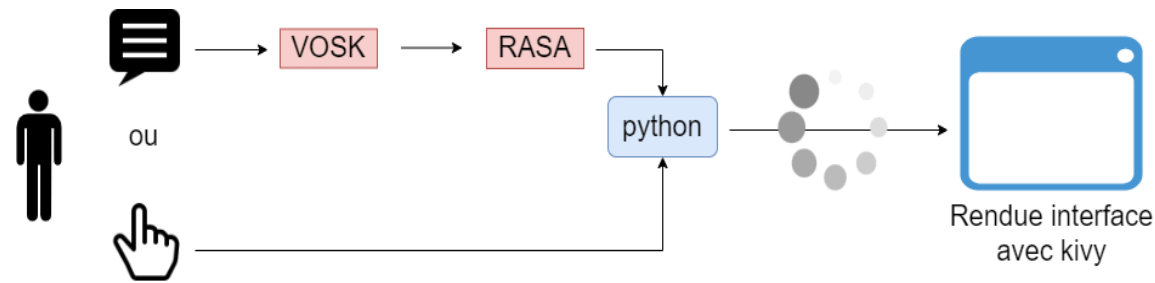 VOSK
RASA
ou
python
Rendue interface
avec kivy